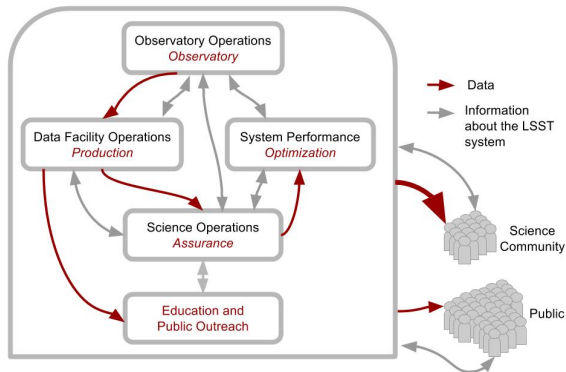 Observatory Operations
Observatory
Data Facility Operations
Production
System Performance
Optimization
Science Operations
Assurance
Education and
Public Outreach
Data
Information
about the LSST
system
Science
Community
Public